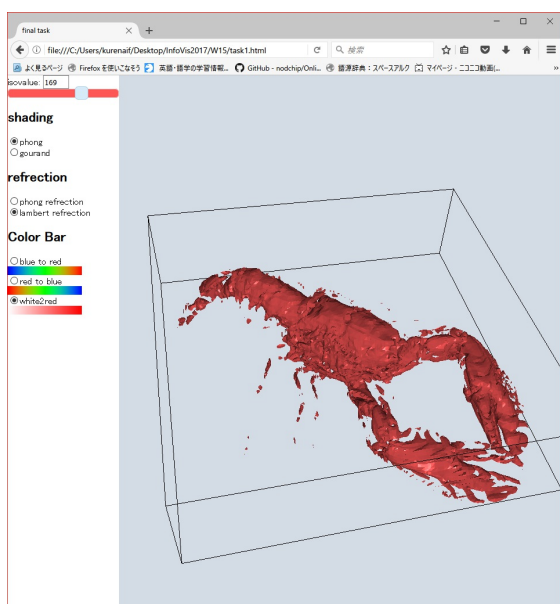 final task
file:///C:/Users/kurenaif/Desktop/InfoVis2017/W15/task1.html
検索
よく見るページ Firefox を使いこなそう 英語・語学の学習情報... GitHub - nodchip/Onli... 語源辞典：スペースアルク マイページ - ニコニコ動画(...
isovalue: 169
shading
phong
gourand
refrection
phong refrection
lambert refrection
Color Bar
blue to red
red to blue
white2red